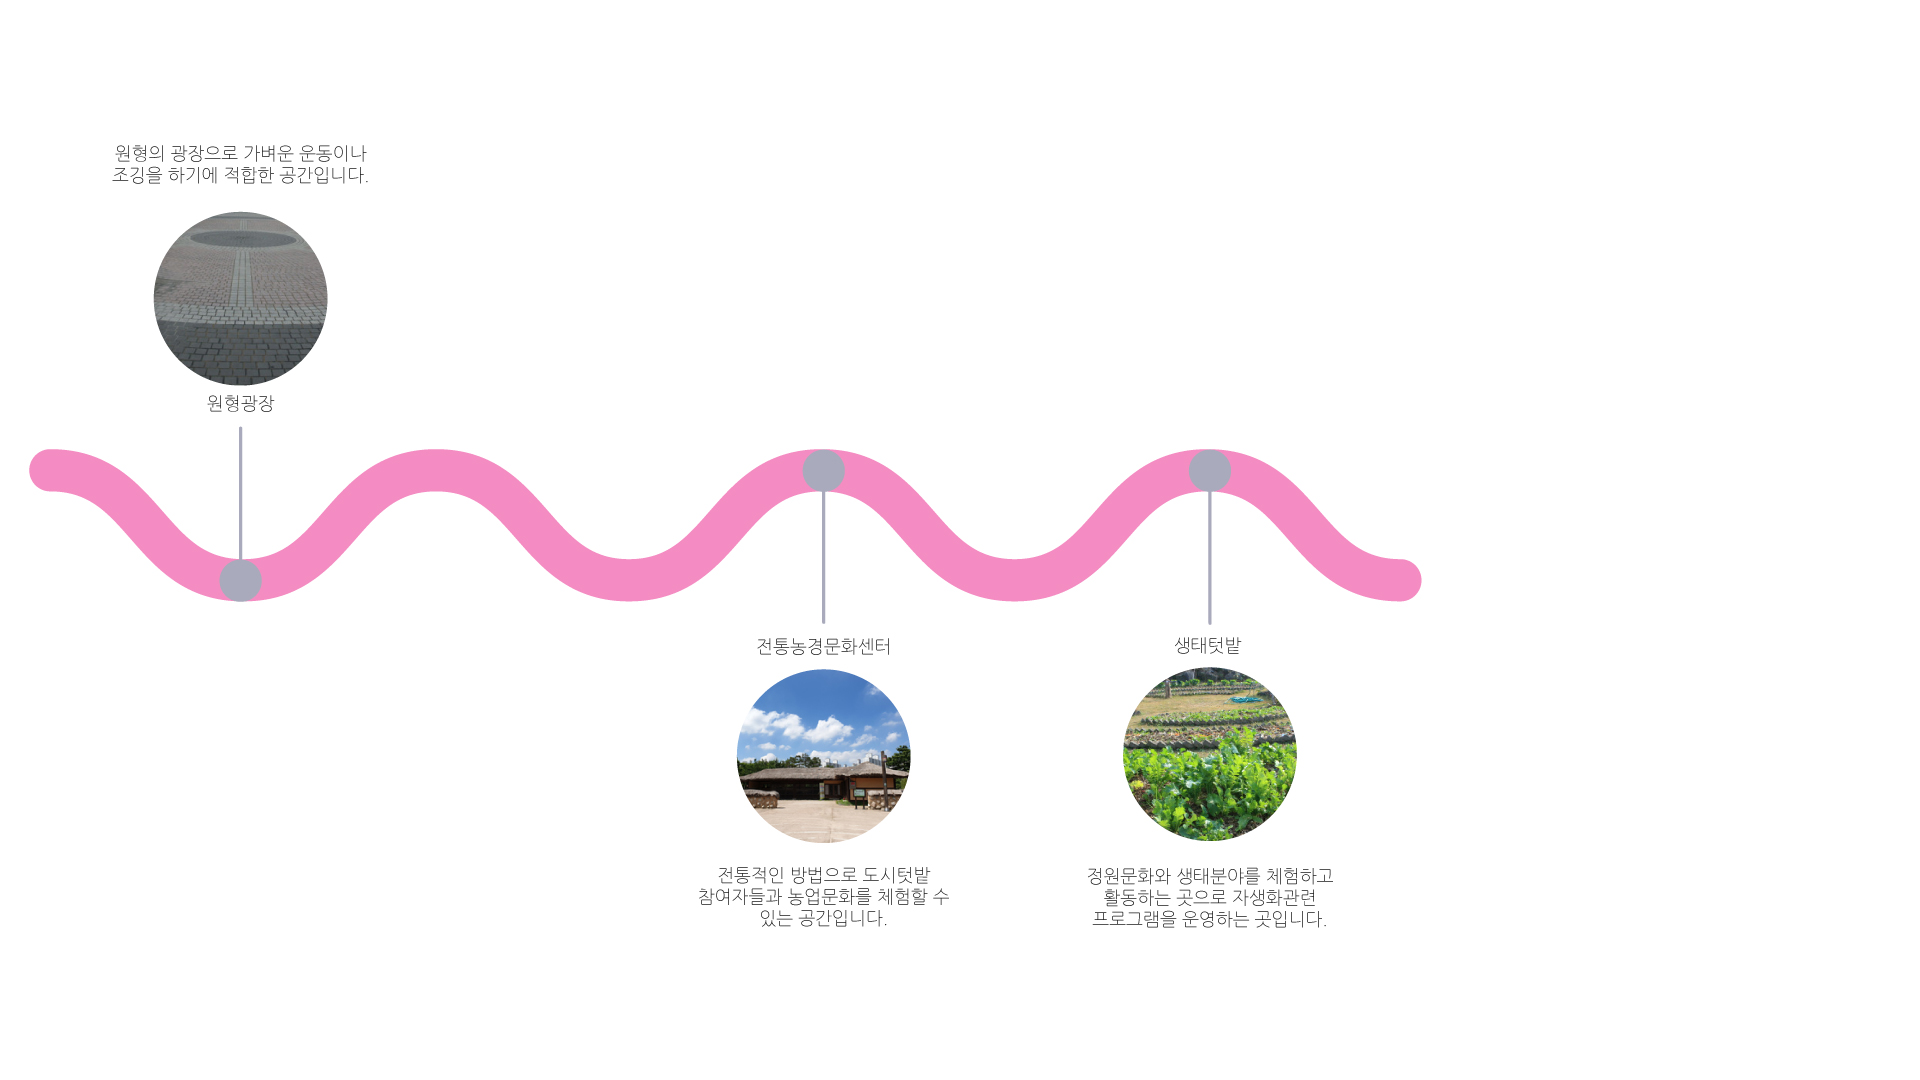 원형의 광장으로 가벼운 운동이나
조깅을 하기에 적합한 공간입니다.
원형광장
전통농경문화센터
전통적인 방법으로 도시텃밭
참여자들과 농업문화를 체험할 수
있는 공간입니다.
생태텃밭
정원문화와 생태분야를 체험하고
활동하는 곳으로 자생화관련
프로그램을 운영하는 곳입니다.